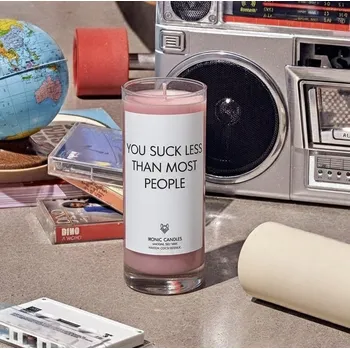 YOU SUCK LESS
THAN MOST
PEOPLE
IRONIC CANDLES
DINO